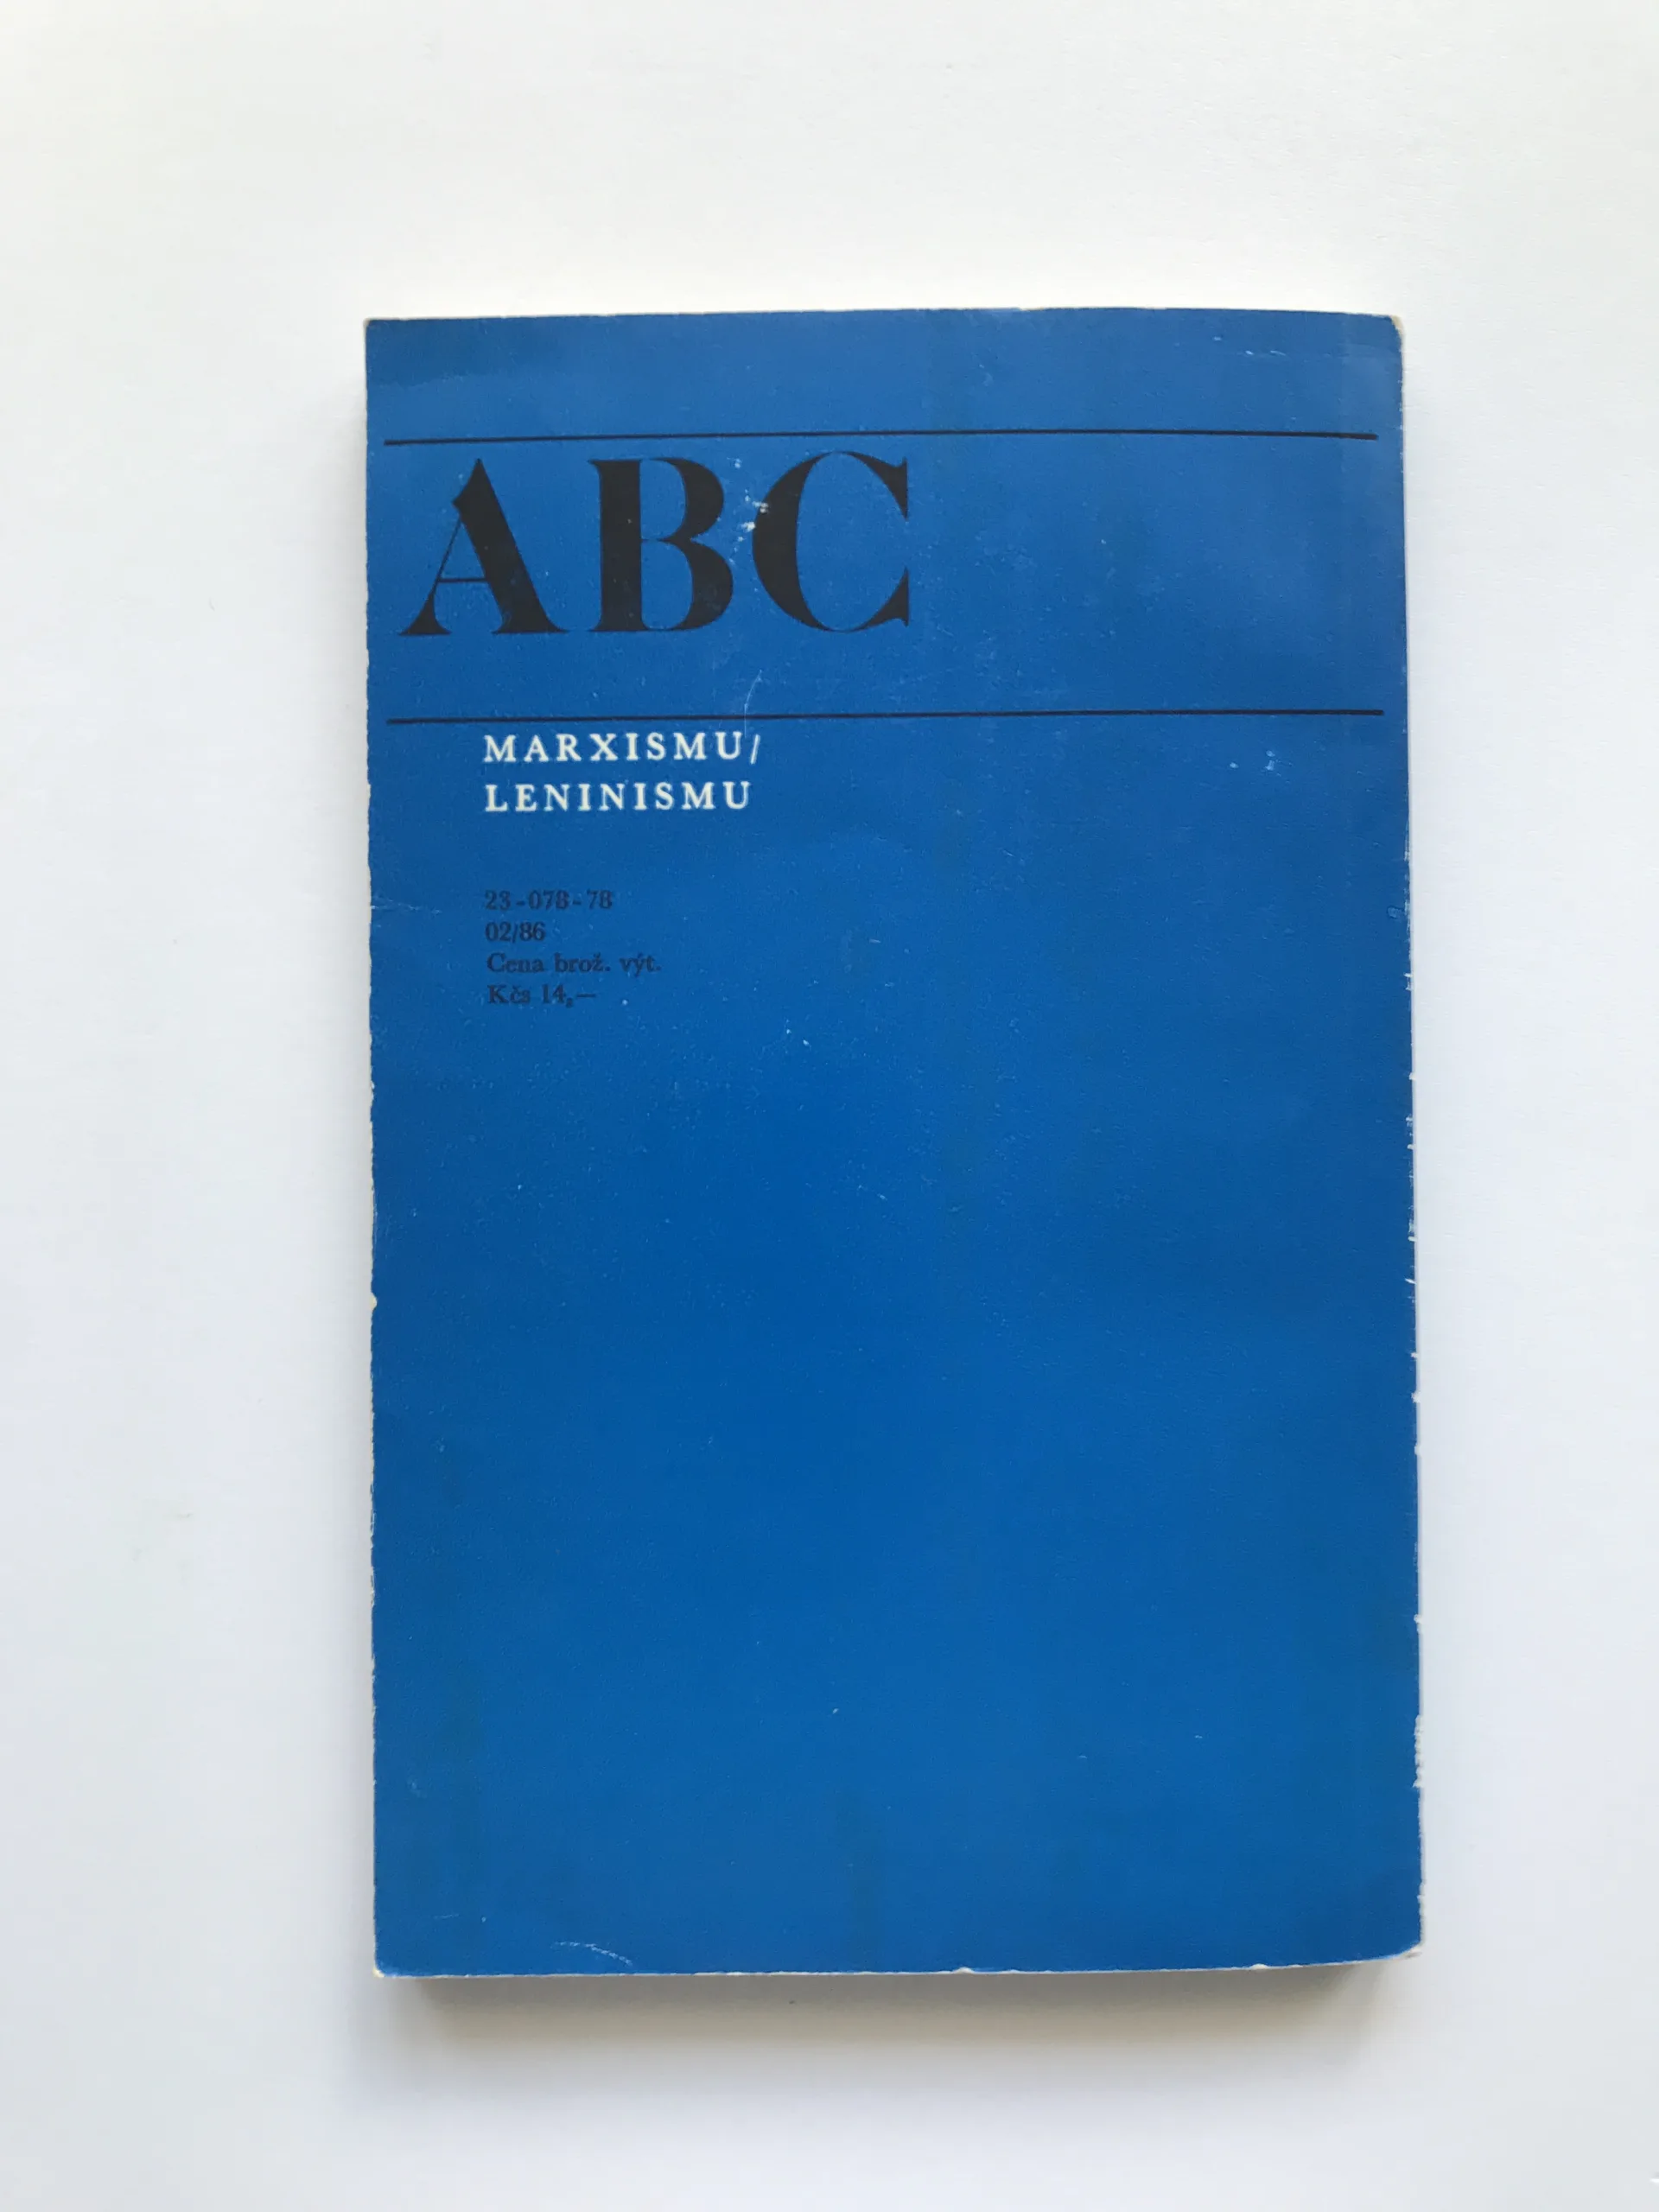 ABC
MARXISMU/
LENINISMU
23-078-78
02/86
Cena brož. výt.
Kčs 14,—